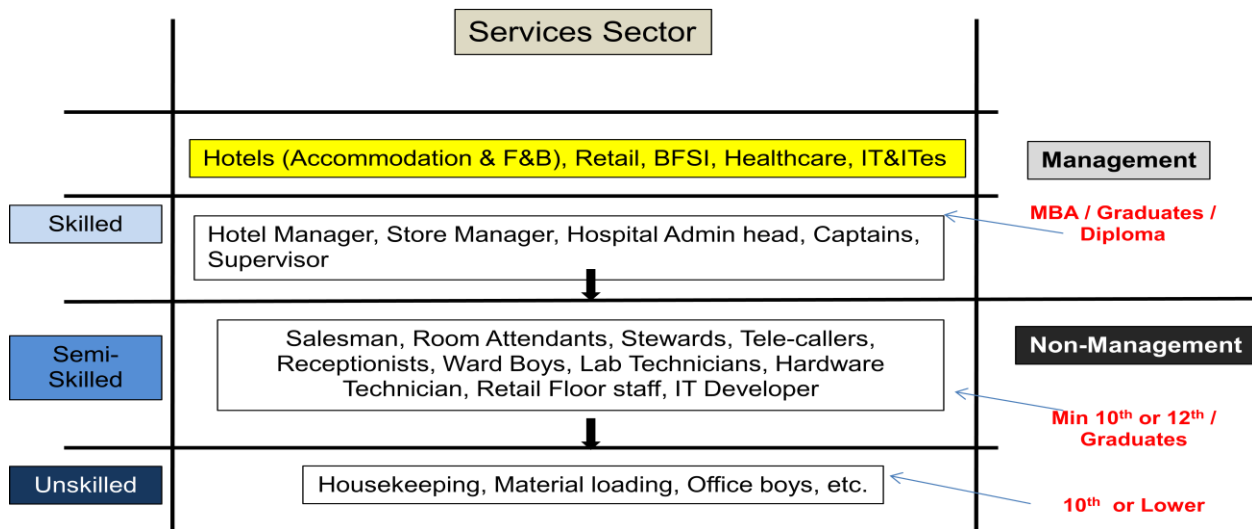 Services Sector
Hotels (Accommodation & F&B), Retail, BFSI, Healthcare, IT&ITes
Management
Skilled
Hotel Manager, Store Manager, Hospital Admin head, Captains,
Supervisor
MBA / Graduates /
Diploma
Semi-
Skilled
Salesman, Room Attendants, Stewards, Tele-callers,
Receptionists, Ward Boys, Lab Technicians, Hardware
Technician, Retail Floor staff, IT Developer
Non-Management
Min 10th or 12th /
Graduates
Unskilled
Housekeeping, Material loading, Office boys, etc.
10th or Lower